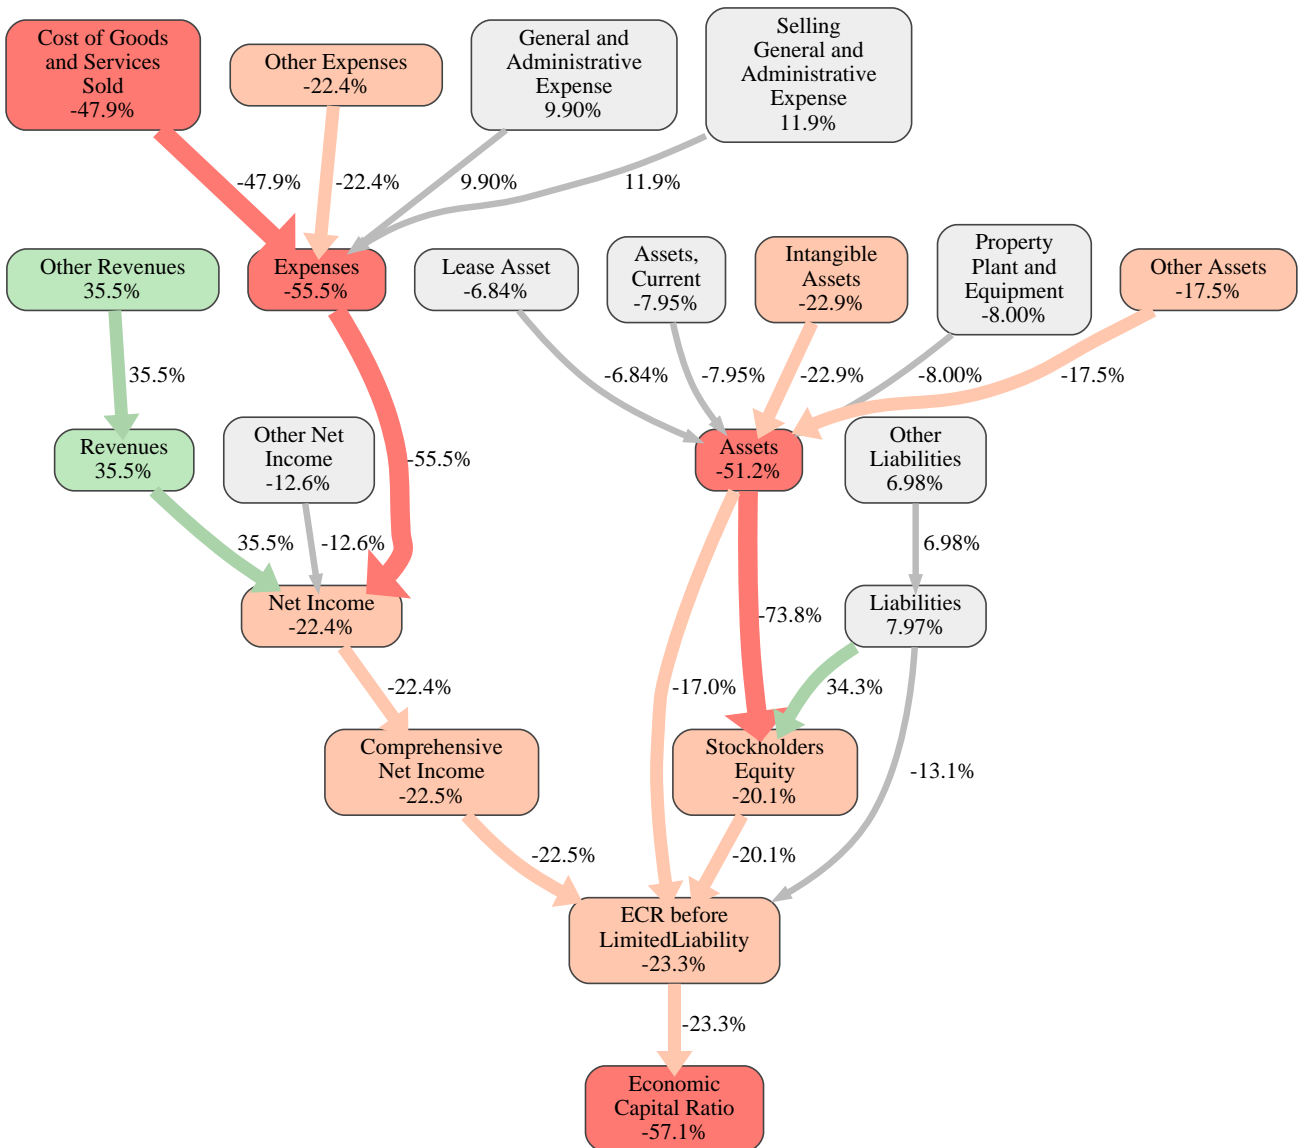 Cost of Goods
and Services
Sold
-47.9%
Other Expenses
-22.4%
General and
Administrative
Expense
9.90%
Selling
General and
Administrative
Expense
11.9%
-47.9%
-22.4%
9.90%
11.9%
Other Revenues
35.5%
Expenses
-55.5%
Lease Asset
-6.84%
Assets,
Current
-7.95%
Intangible
Assets
-22.9%
Property
Plant and
Equipment
-8.00%
Other Assets
-17.5%
35.5%
-6.84%
-7.95%
-22.9%
-8.00%
-17.5%
Revenues
35.5%
Other Net
Income
-12.6%
-55.5%
Assets
-51.2%
Other
Liabilities
6.98%
35.5%
-12.6%
6.98%
Net Income
-22.4%
-73.8%
Liabilities
7.97%
-22.4%
-17.0%
34.3%
Comprehensive
Net Income
-22.5%
Stockholders
Equity
-20.1%
-13.1%
-22.5%
-20.1%
ECR before
LimitedLiability
-23.3%
-23.3%
Economic
Capital Ratio
-57.1%